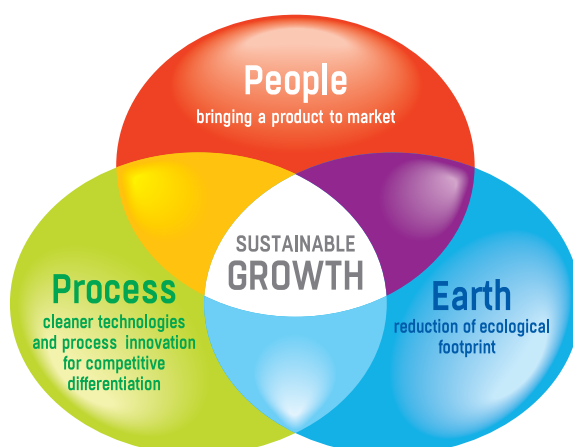 People
bringing a product to market
SUSTAINABLE
GROWTH
Process
cleaner technologies
and process innovation
for competitive
differentiation
Earth
reduction of ecological
footprint